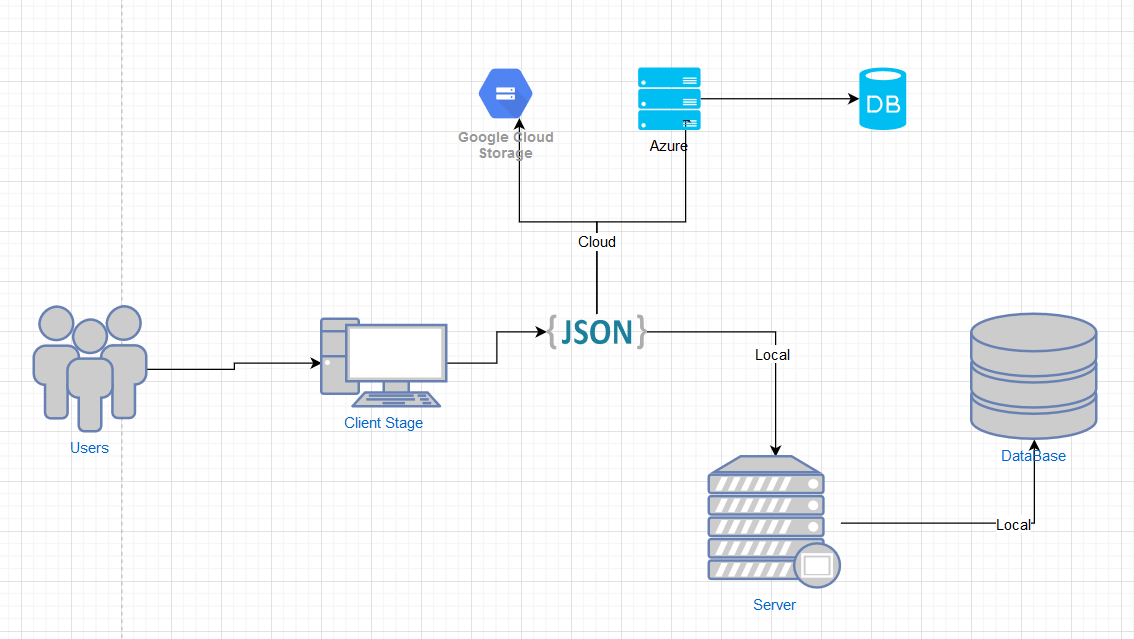 Google Cloud
Storage
Azure
DB
Cloud
{JSON}
Local
Client Stage
Users
DataBase
Local
Server